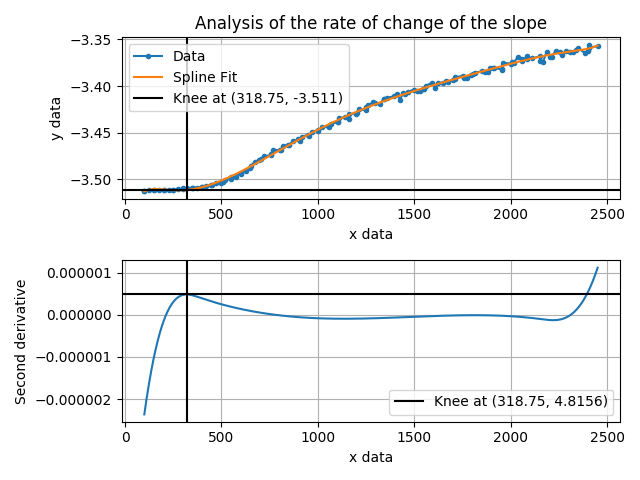 Analysis of the rate of change of the slope
−3.35
−3.40
−3.45
−3.50
y data
Data
Spline Fit
Knee at (318.75, -3.511)
0
500
1000
1500
2000
2500
x data
0.000001
0.000000
−0.000001
−0.000002
Second derivative
Knee at (318.75, 4.8156)
0
500
1000
1500
2000
2500
x data